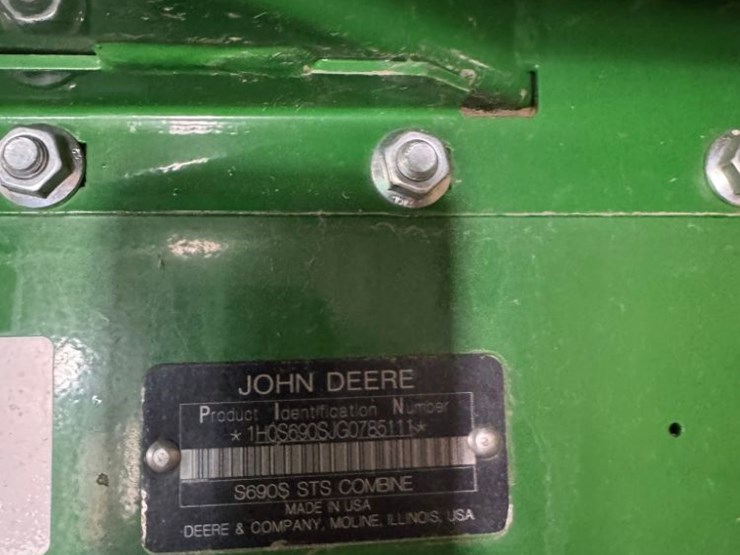 JOHN DEERE
Product Identification Number
*1H0S690SJG0785111*
S690S STS COMBINE
MADE IN USA
DEERE & COMPANY, MOLINE, ILLINOIS, USA